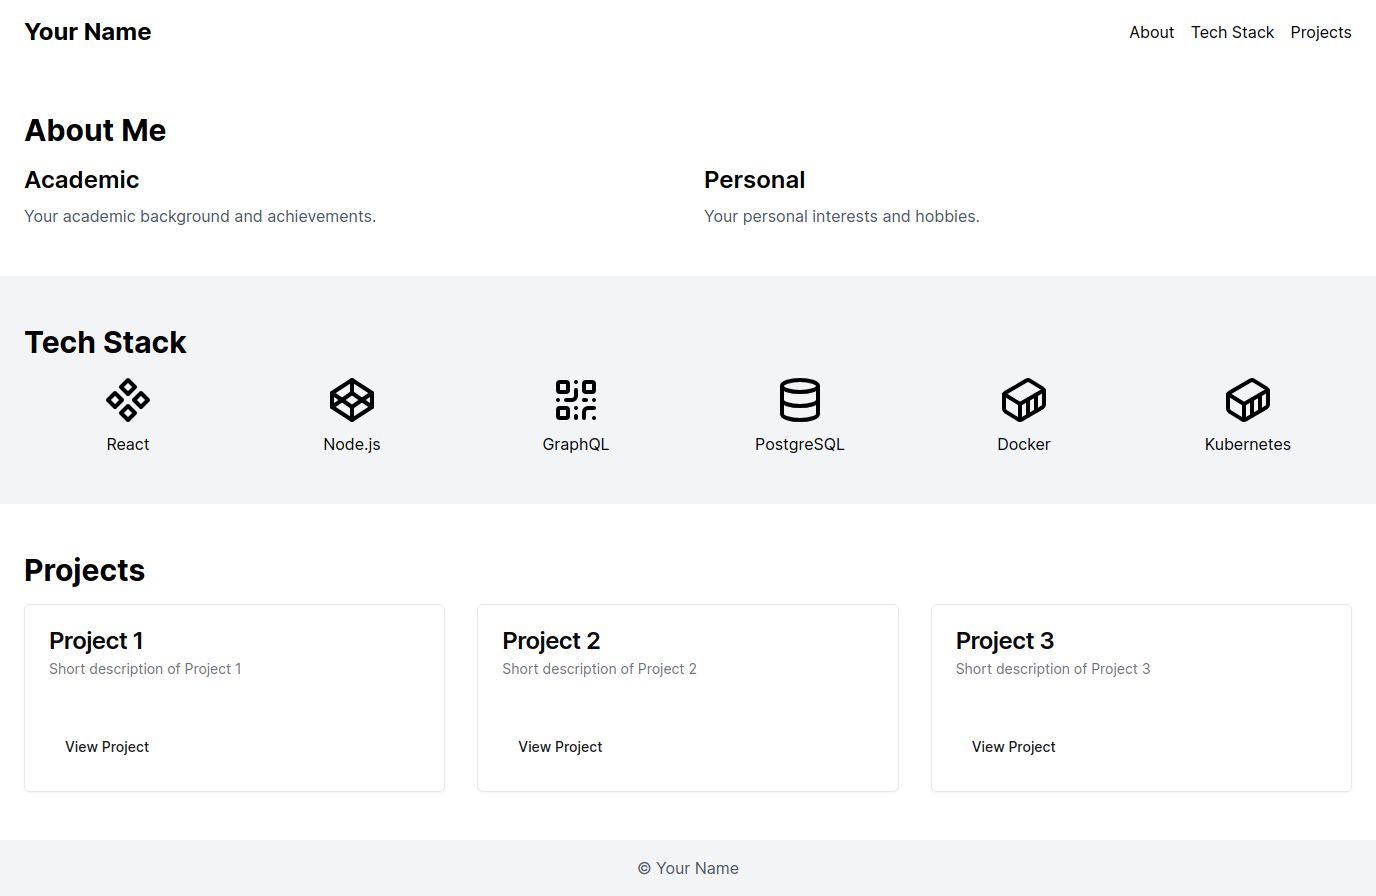 Your Name
About Tech Stack Projects
About Me
Academic
Your academic background and achievements.
Personal
Your personal interests and hobbies.
Tech Stack
React
Node.js
GraphQL
PostgreSQL
Docker
Kubernetes
Projects
Project 1
Short description of Project 1
View Project
Project 2
Short description of Project 2
View Project
Project 3
Short description of Project 3
View Project
© Your Name